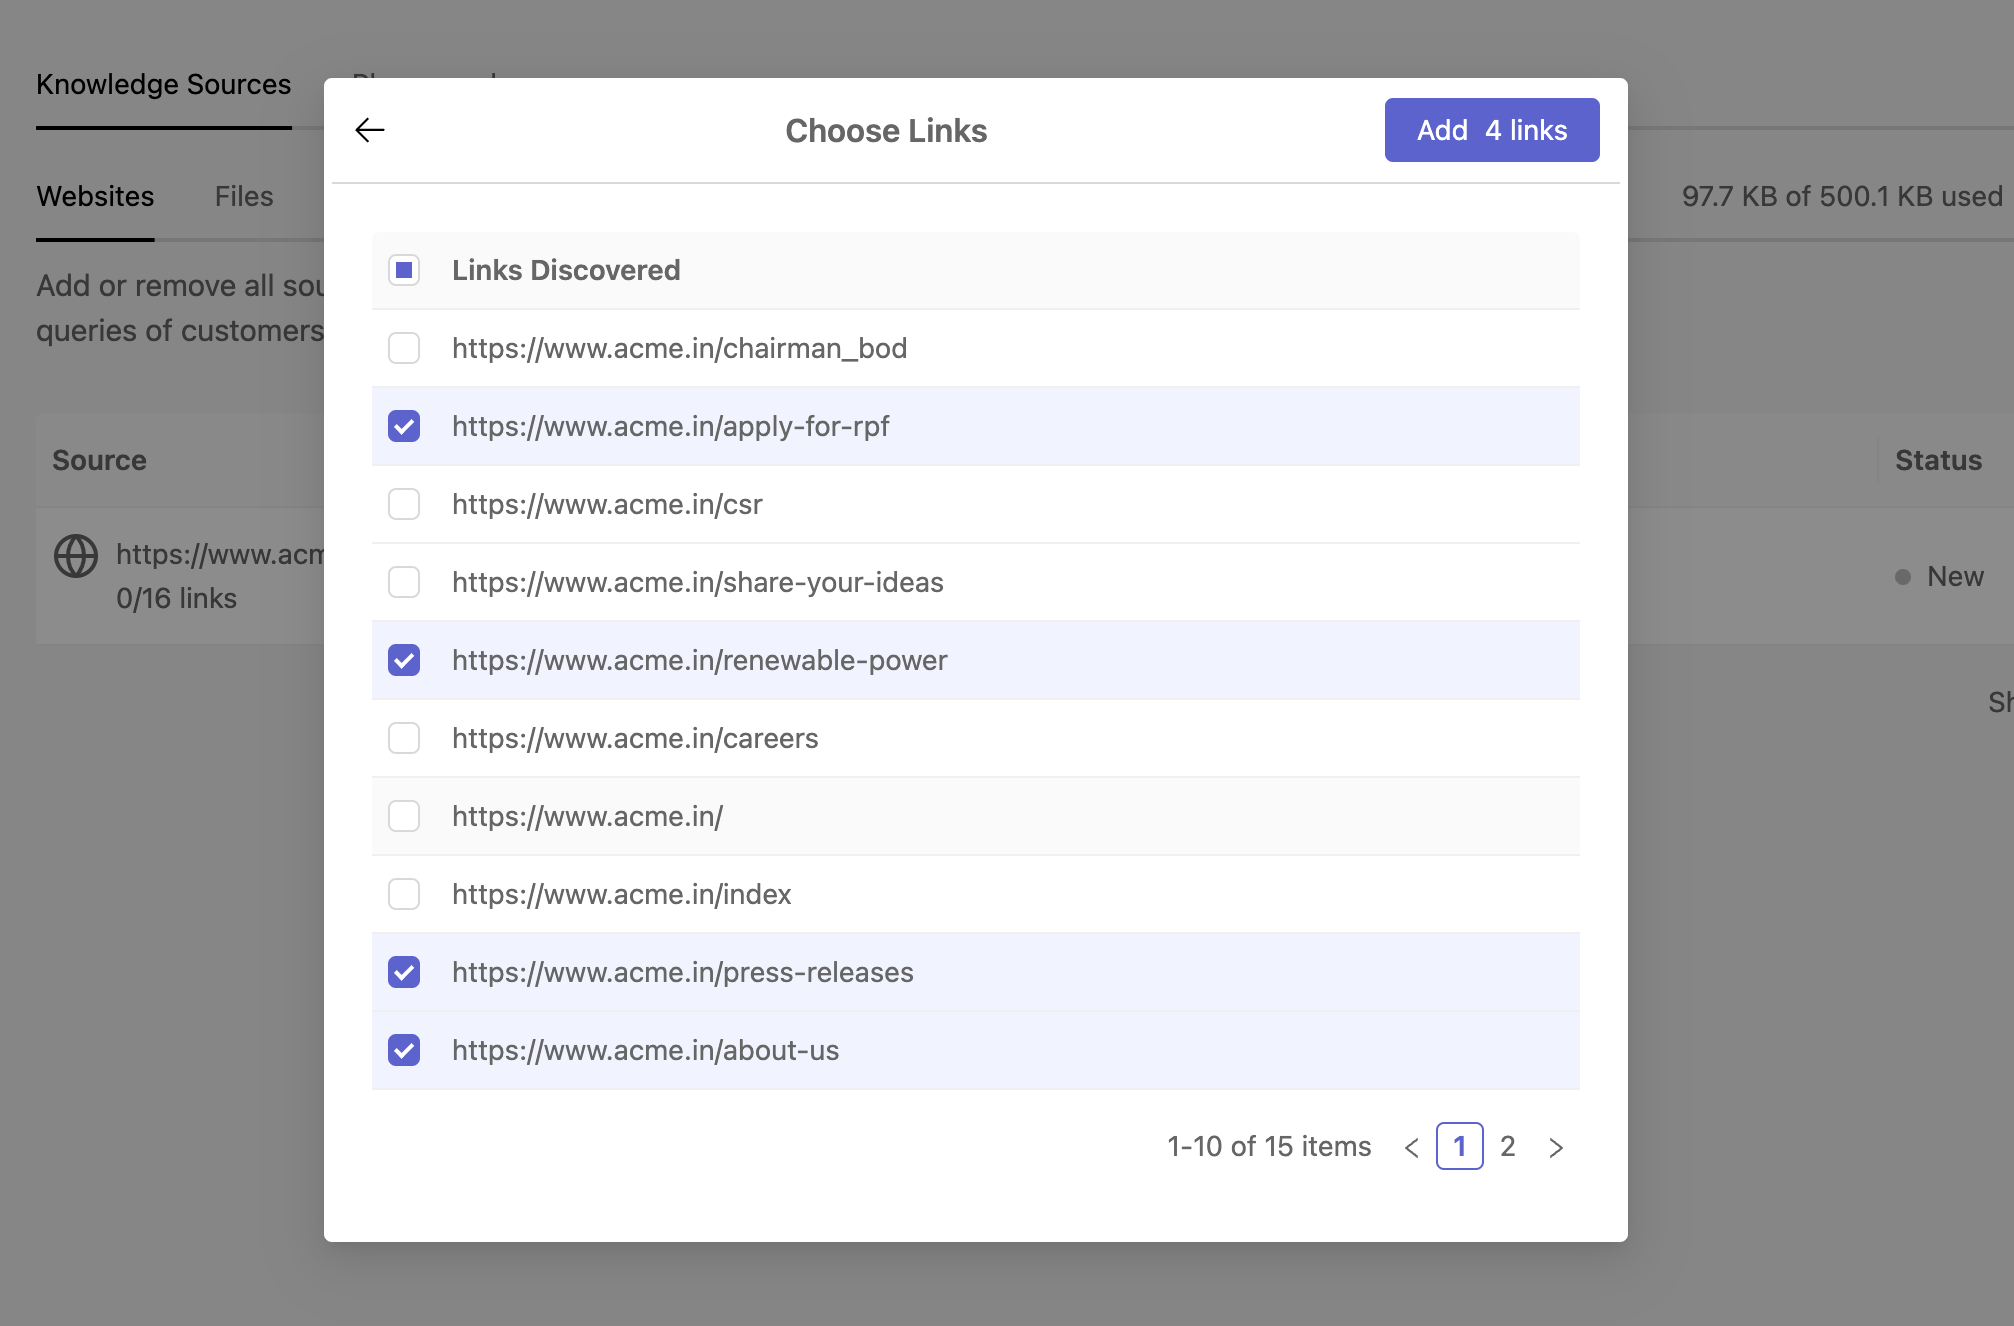 Knowledge Sources
Choose Links
Add 4 links
Websites
Files
97.7 KB of 500.1 KB used
Add or remove all
queries of customers
Links Discovered
https://www.acme.in/chairman_bod
https://www.acme.in/apply-for-rpf
https://www.acme.in/csr
https://www.acme.in/share-your-ideas
https://www.acme.in/renewable-power
https://www.acme.in/careers
https://www.acme.in/
https://www.acme.in/index
https://www.acme.in/press-releases
https://www.acme.in/about-us
1-10 of 15 items
< 1 2 >
Source
Status
https://www.acm
0/16 links
New